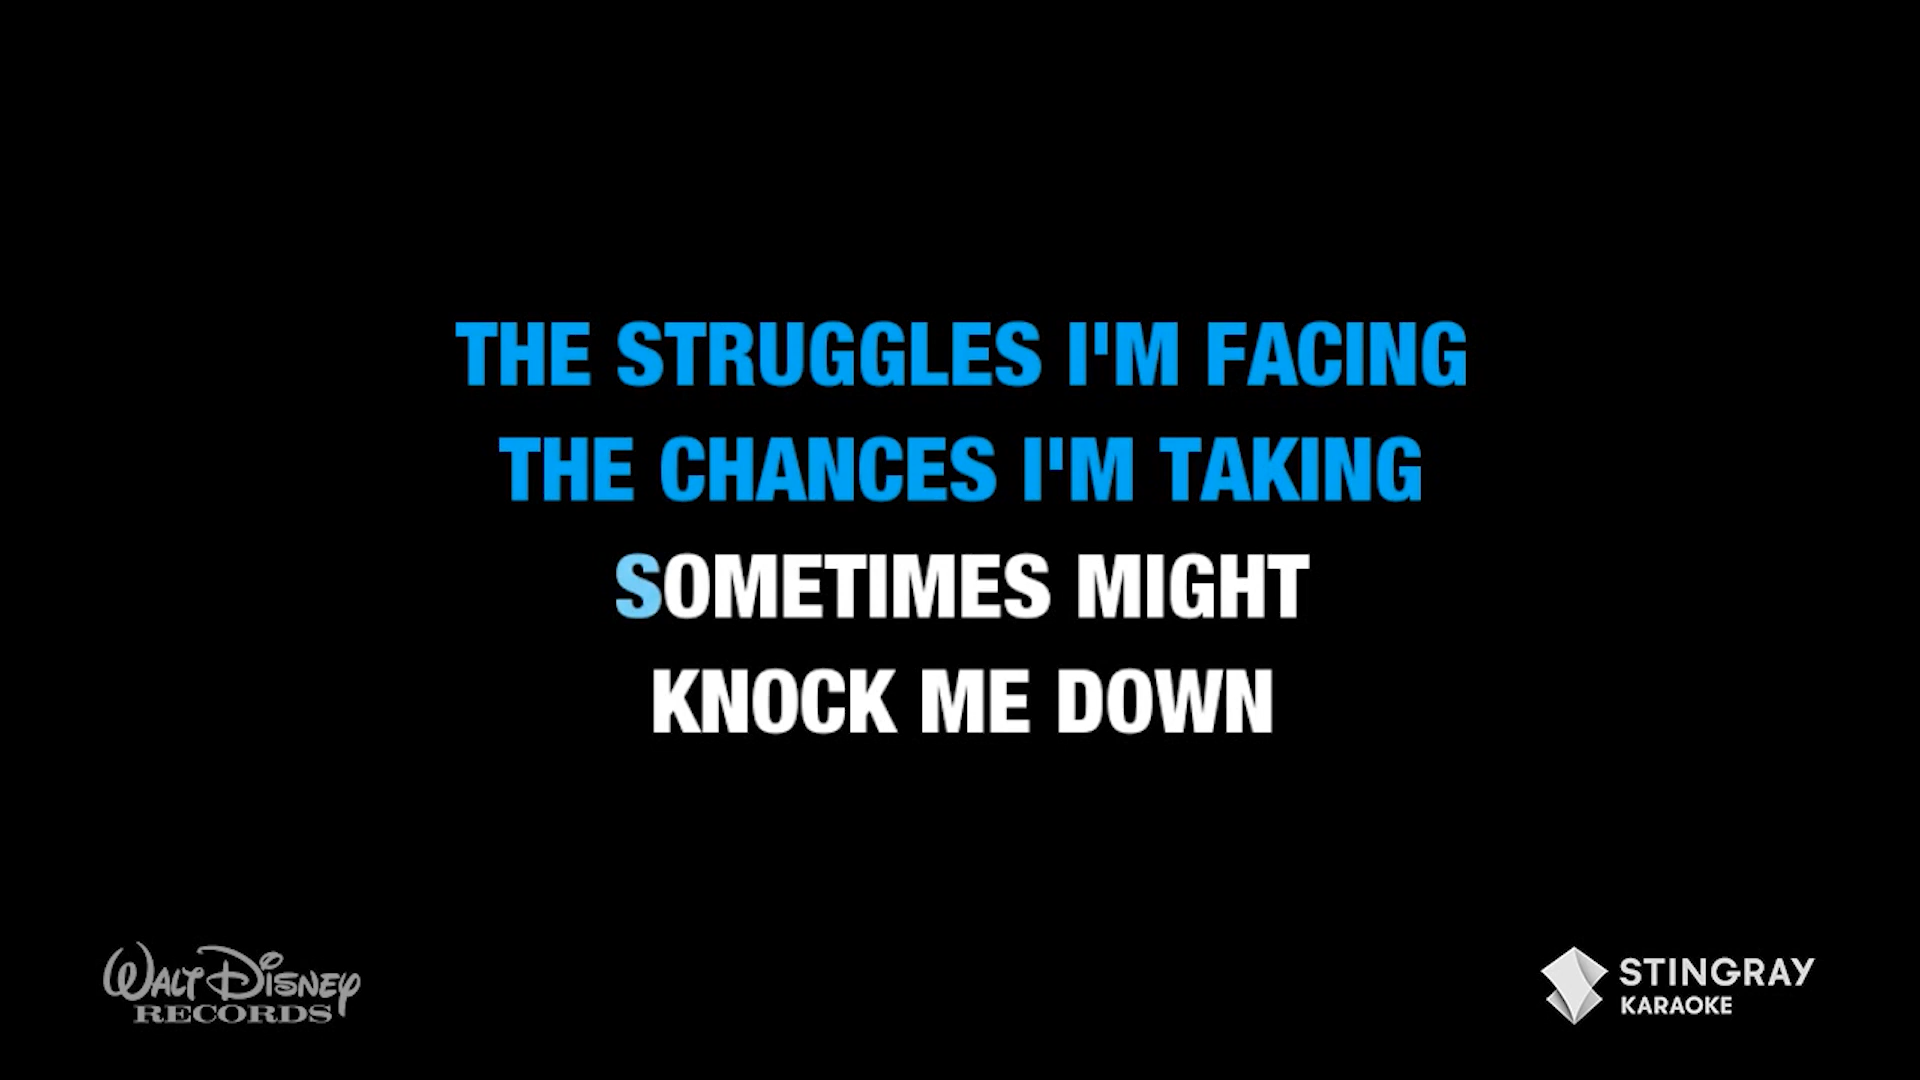 THE STRUGGLES I'M FACING
THE CHANCES I'M TAKING
SOMETIMES MIGHT
KNOCK ME DOWN
WALT DISNEY
RECORDS
STINGRAY
KARAOKE